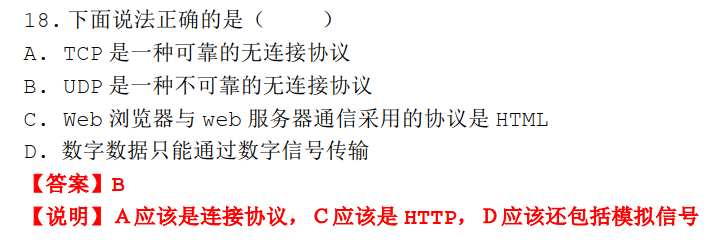 18.下面说法正确的是（　　）
A. TCP 是一种可靠的无连接协议
B. UDP 是一种不可靠的无连接协议
C. Web 浏览器与 web 服务器通信采用的协议是 HTML
D. 数字数据只能通过数字信号传输
【答案】B
【说明】A应该是连接协议，C应该是 HTTP，D应该还包括模拟信号